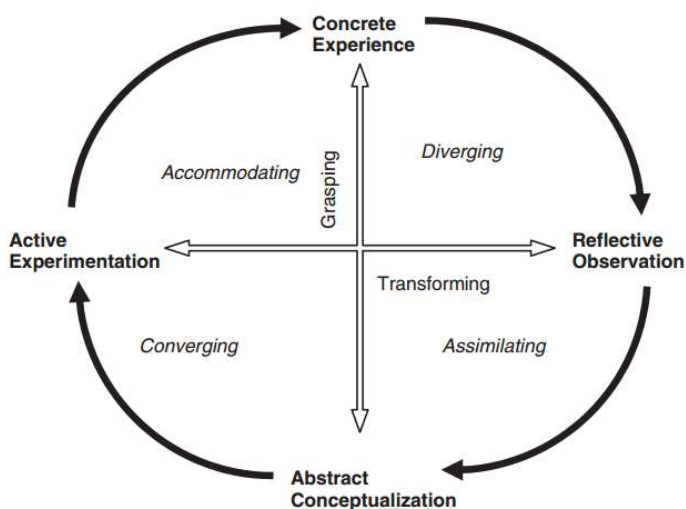 Concrete
Experience
Accommodating
Grasping
Diverging
Active
Experimentation
Reflective
Observation
Transforming
Converging
Assimilating
Abstract
Conceptualization